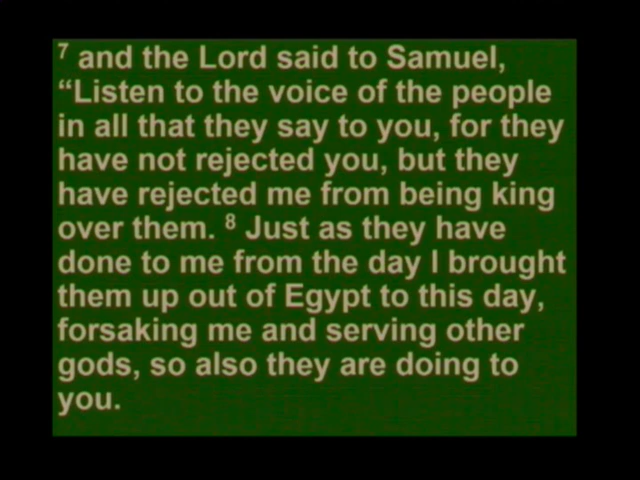 7 and the Lord said to Samuel,
“Listen to the voice of the people
in all that they say to you, for they
have not rejected you, but they
have rejected me from being king
over them. 8 Just as they have
done to me from the day I brought
them up out of Egypt to this day,
forsaking me and serving other
gods, so also they are doing to
you.